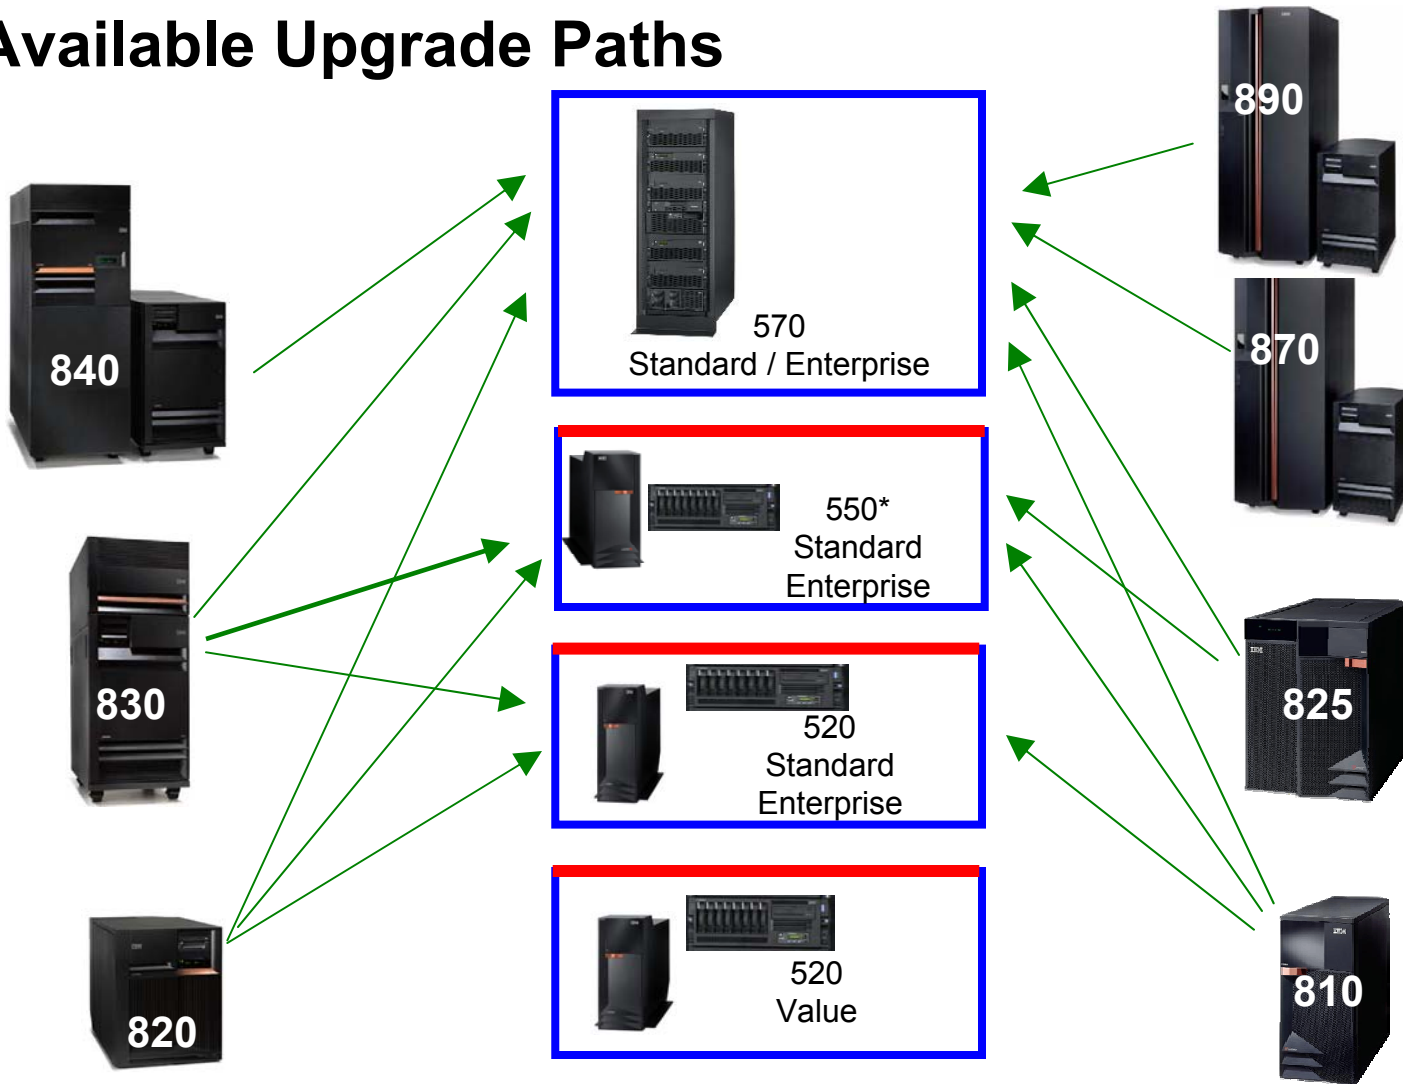 Available Upgrade Paths
890
570
Standard / Enterprise
840
870
550*
Standard
Enterprise
830
520
Standard
Enterprise
825
520
Value
820
810